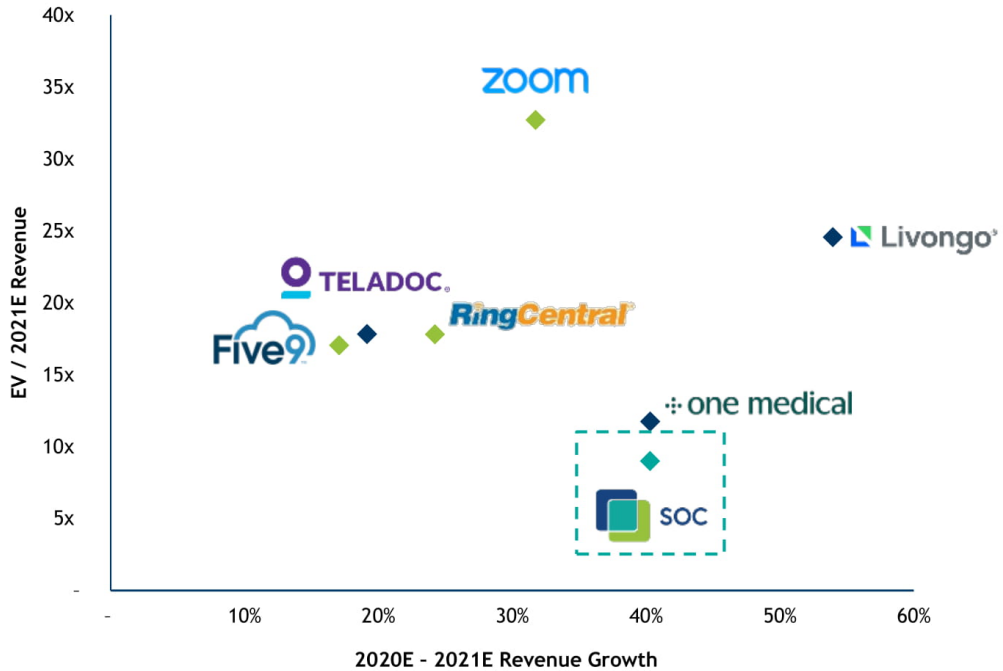 40x
zoom
35x
30x
25x
Livongo
TELADOC®
20x
RingCentral®
Five9
15x
one medical
10x
SOC
5x
-
- 10% 20% 30% 40% 50% 60%
EV / 2021E Revenue
2020E - 2021E Revenue Growth